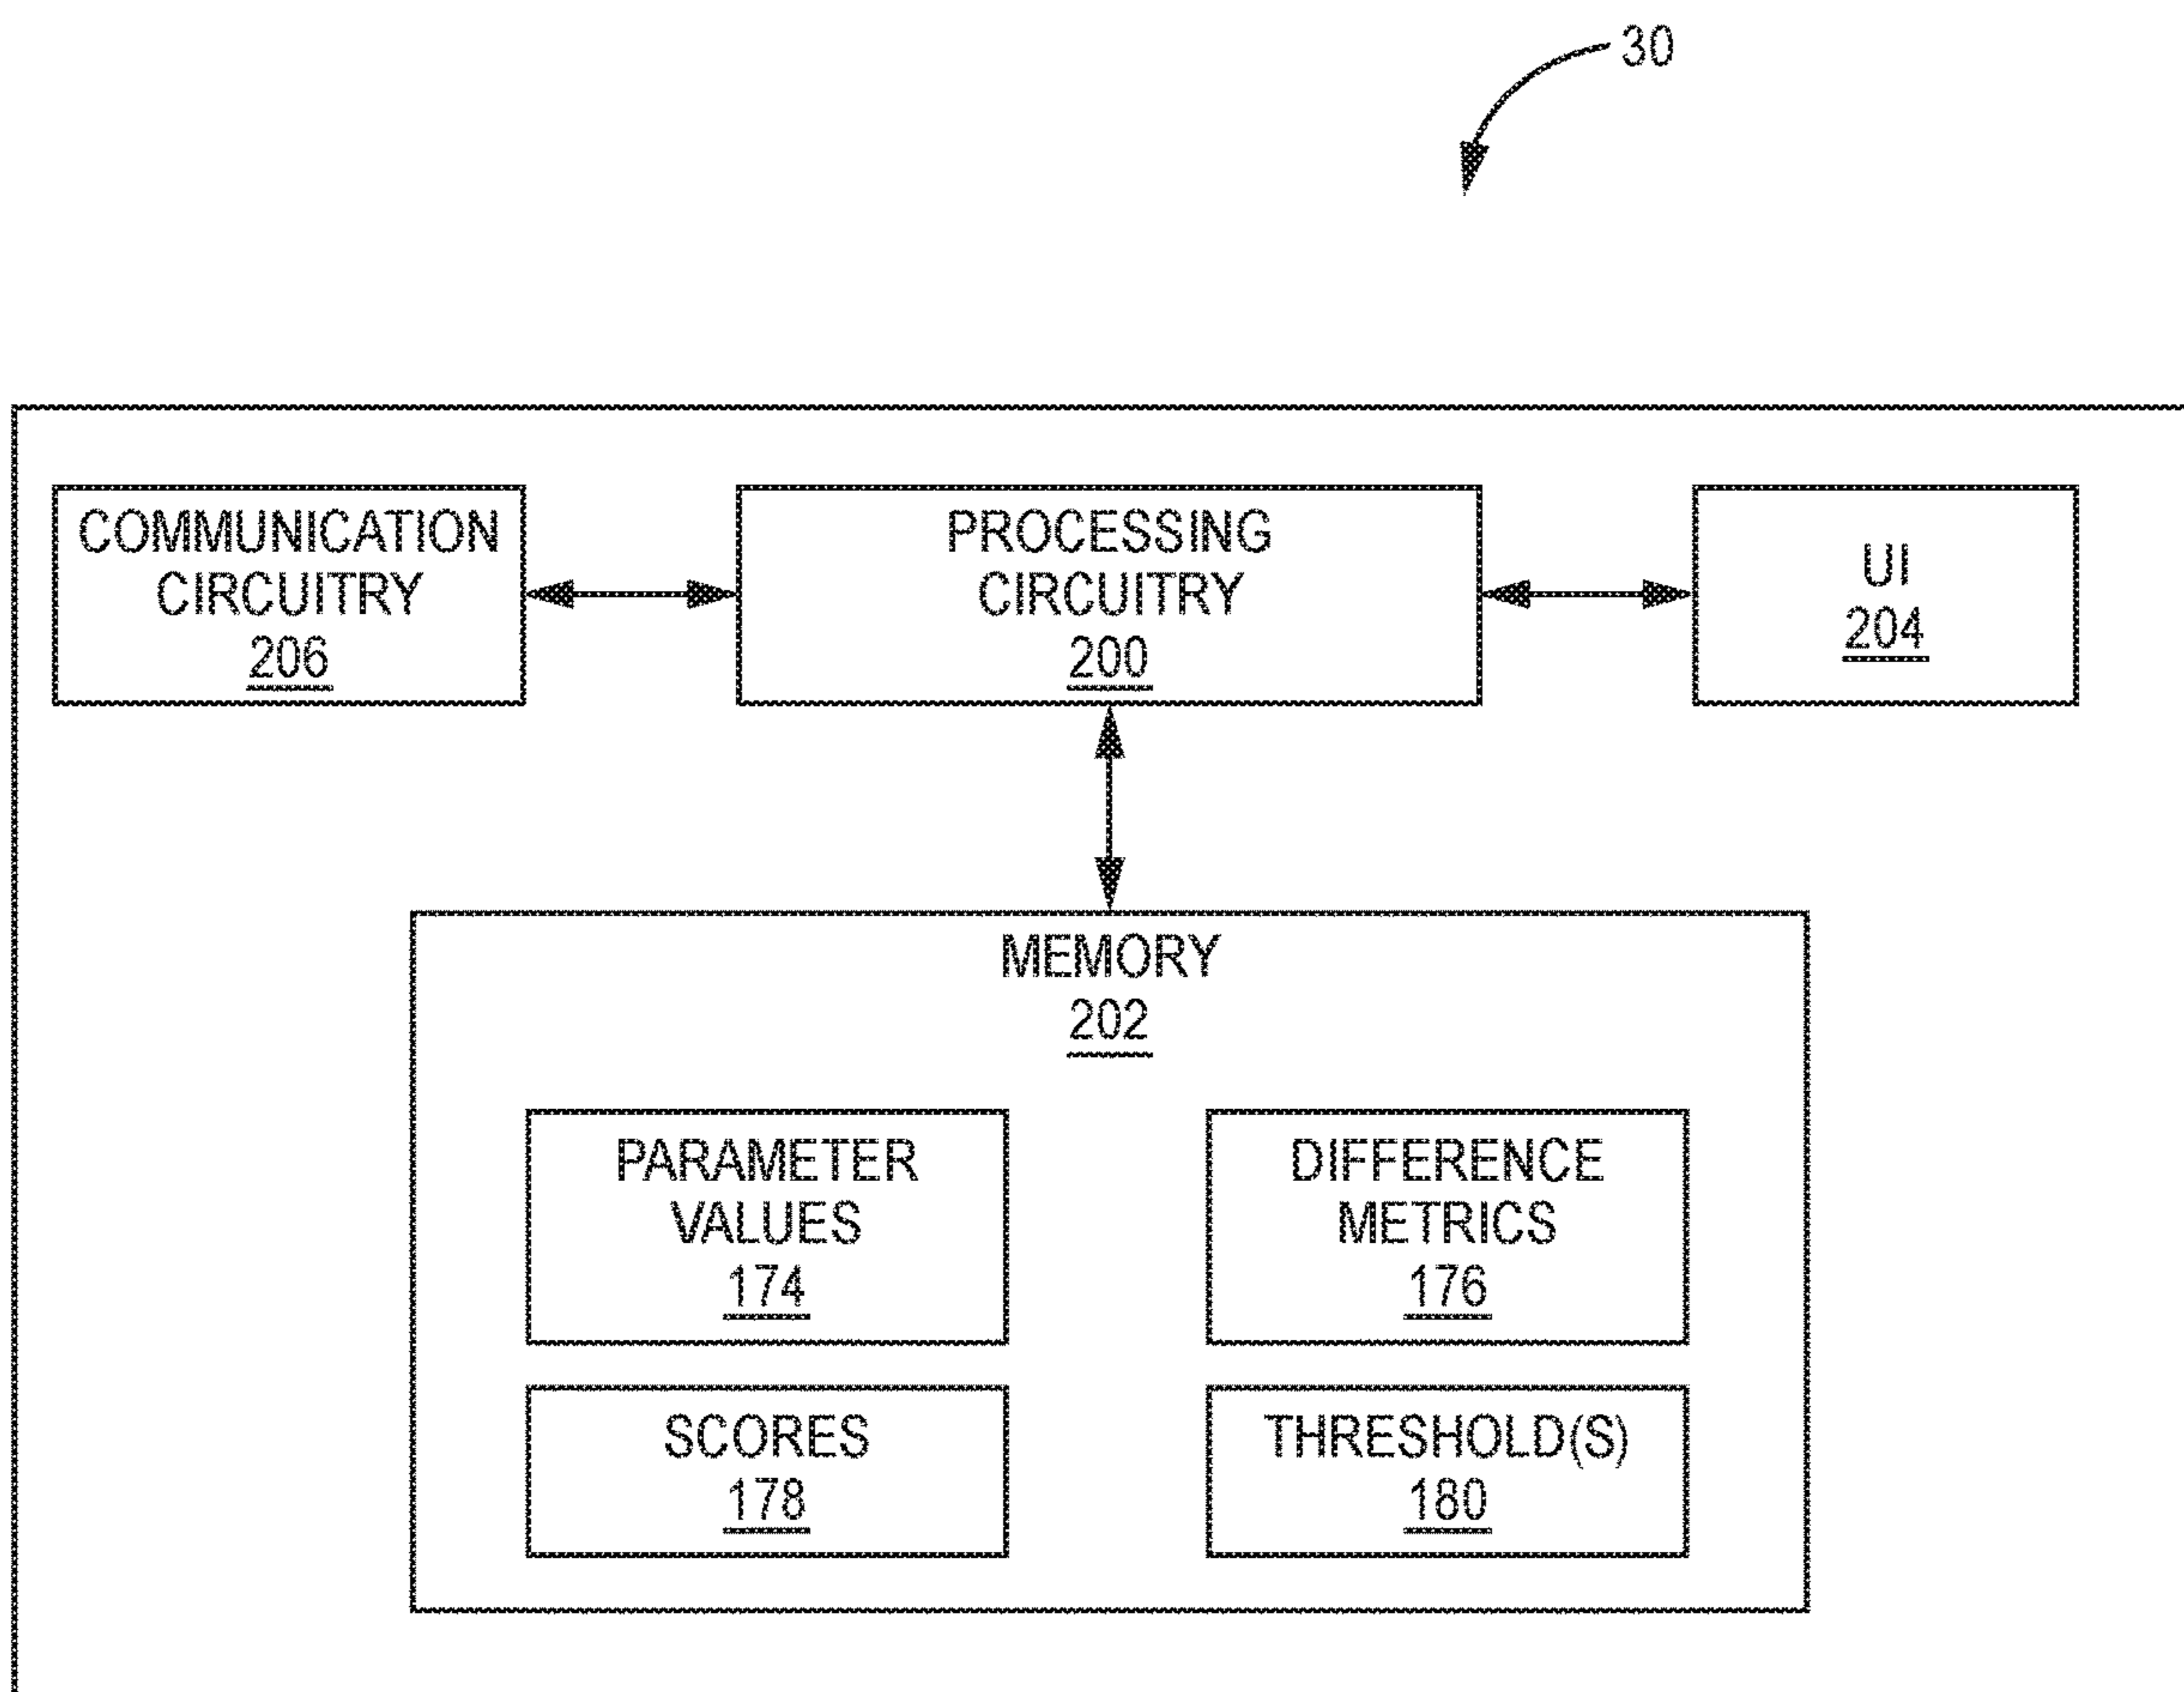 30
COMMUNICATION
CIRCUITRY
206
PROCESSING
CIRCUITRY
200
UI
204
MEMORY
202
PARAMETER
VALUES
174
DIFFERENCE
METRICS
176
SCORES
178
THRESHOLD(S)
180